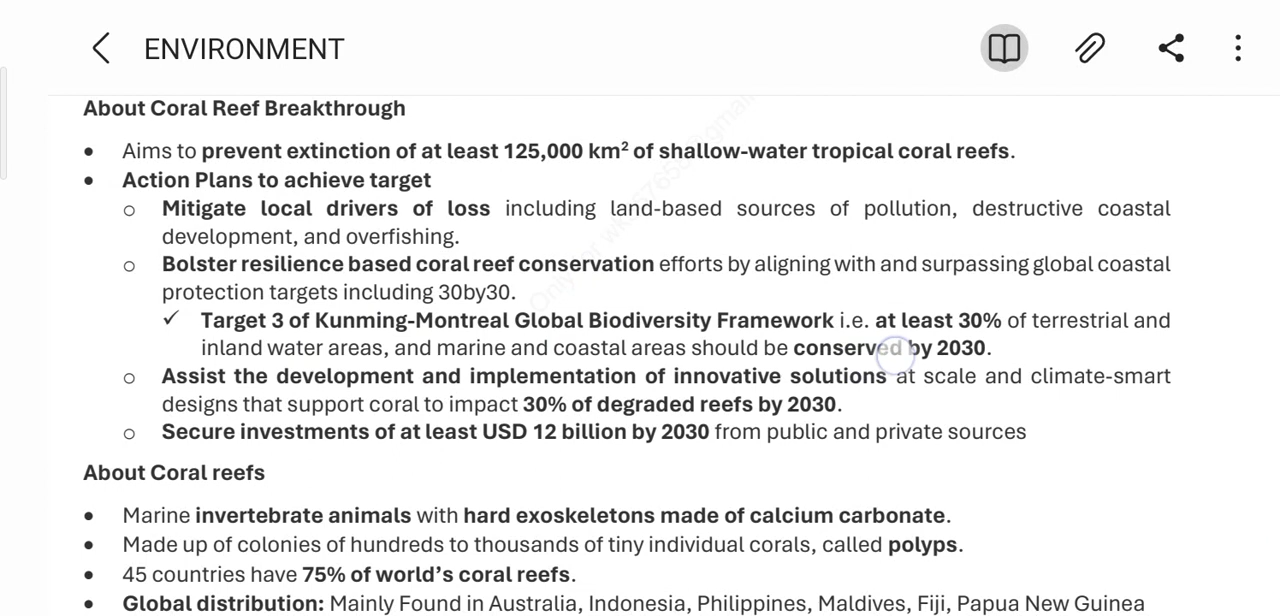 ENVIRONMENT
About Coral Reef Breakthrough
• Aims to prevent extinction of at least 125,000 km² of shallow-water tropical coral reefs.
• Action Plans to achieve target
o Mitigate local drivers of loss including land-based sources of pollution, destructive coastal
development, and overfishing.
o Bolster resilience based coral reef conservation efforts by aligning with and surpassing global coastal
protection targets including 30by30.
✓ Target 3 of Kunming-Montreal Global Biodiversity Framework i.e. at least 30% of terrestrial and
inland water areas, and marine and coastal areas should be conserved by 2030.
o Assist the development and implementation of innovative solutions at scale and climate-smart
designs that support coral to impact 30% of degraded reefs by 2030.
o Secure investments of at least USD 12 billion by 2030 from public and private sources
About Coral reefs
• Marine invertebrate animals with hard exoskeletons made of calcium carbonate.
• Made up of colonies of hundreds to thousands of tiny individual corals, called polyps.
• 45 countries have 75% of world's coral reefs.
• Global distribution: Mainly Found in Australia, Indonesia, Philippines, Maldives, Fiji, Papua New Guinea